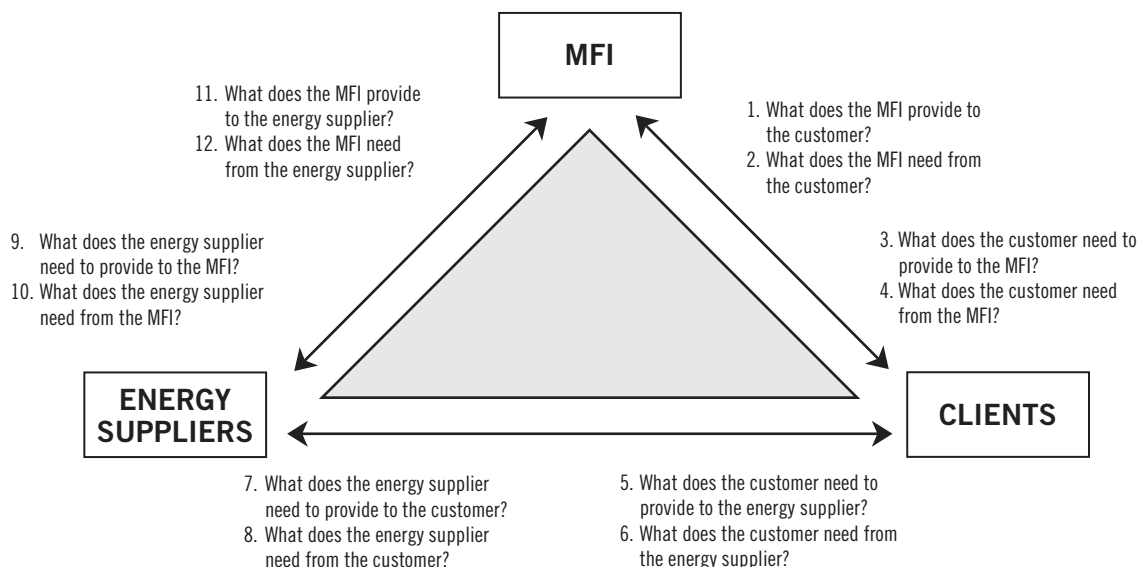 MFI
11. What does the MFI provide
to the energy supplier?
12. What does the MFI need
from the energy supplier?
1. What does the MFI provide to
the customer?
2. What does the MFI need from
the customer?
9. What does the energy supplier
need to provide to the MFI?
10. What does the energy supplier
need from the MFI?
3. What does the customer need to
provide to the MFI?
4. What does the customer need
from the MFI?
ENERGY
SUPPLIERS
CLIENTS
7. What does the energy supplier
need to provide to the customer?
8. What does the energy supplier
need from the customer?
5. What does the customer need to
provide to the energy supplier?
6. What does the customer need from
the energy supplier?